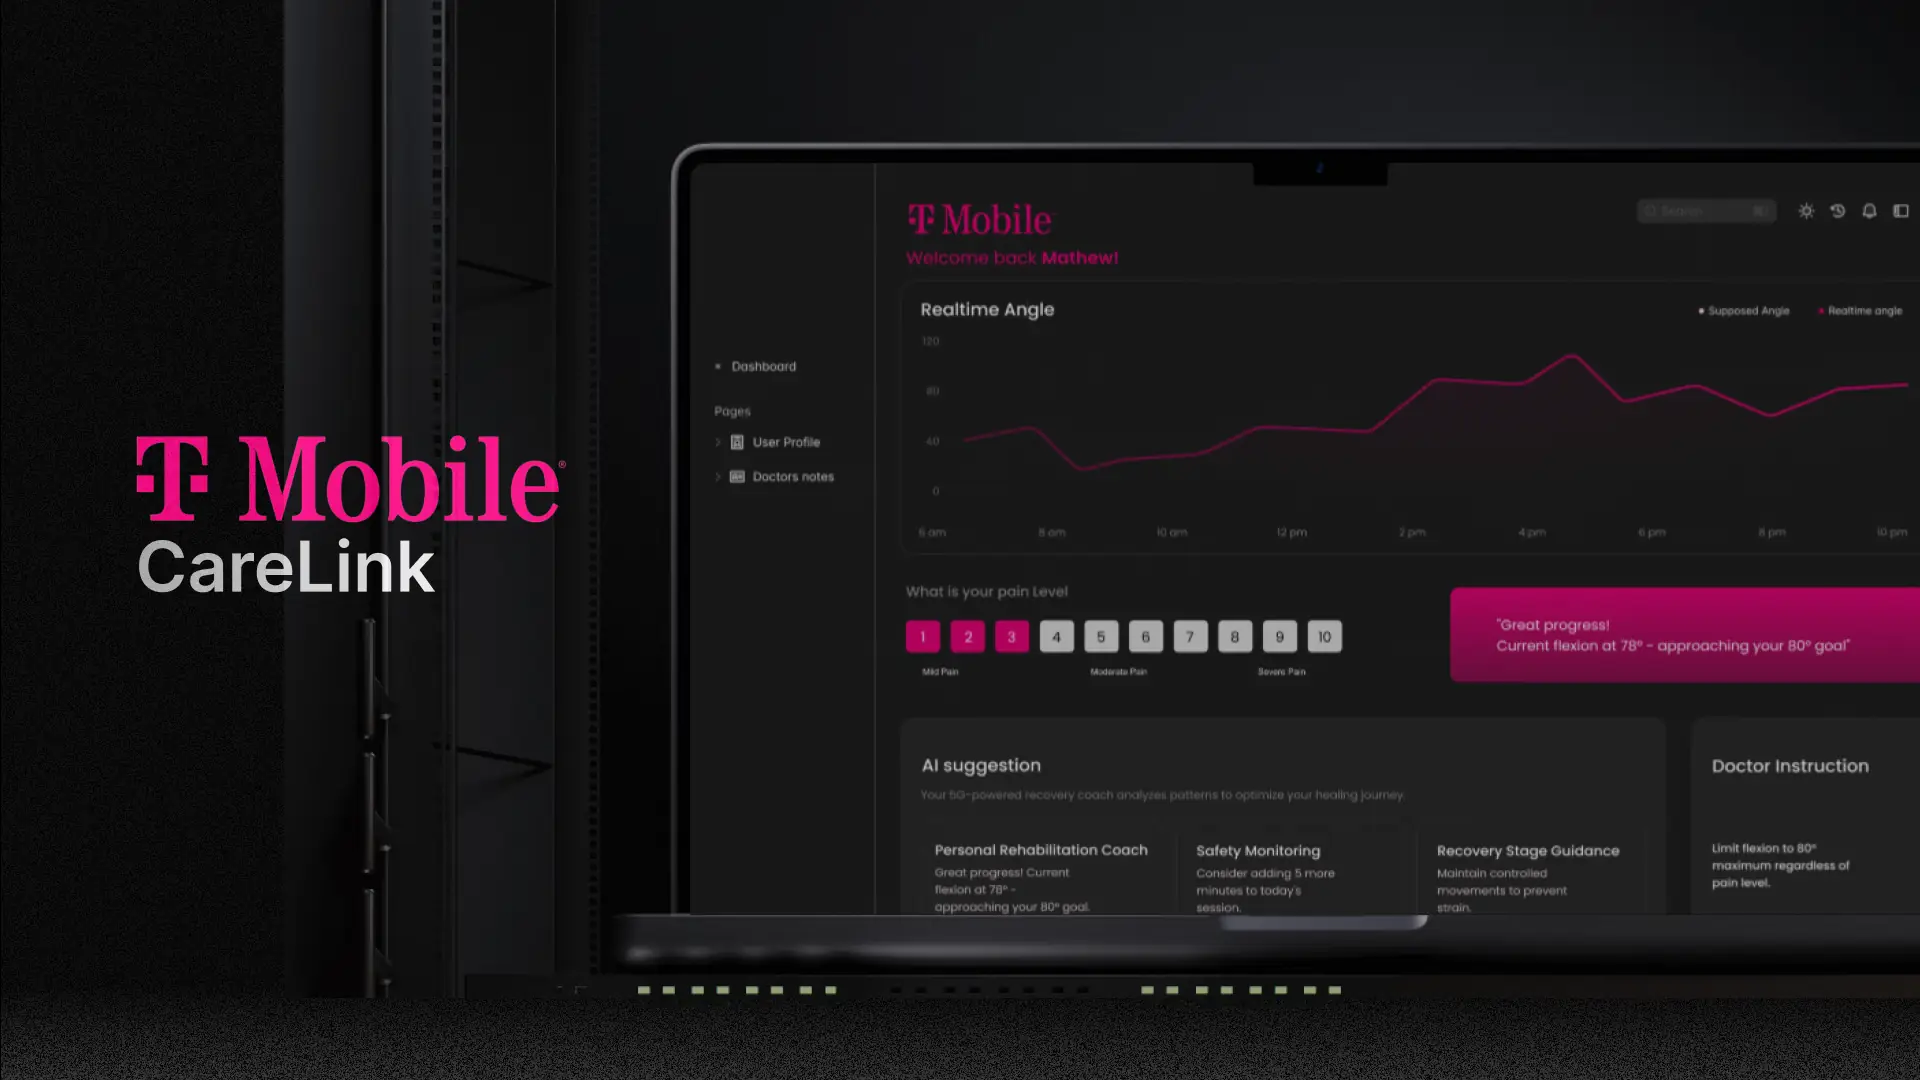 T Mobile®
CareLink
T Mobile
Welcome back Mathew!
Search
Realtime Angle
Supposed Angle
Realtime angle
120
80
40
0
6 am
8 am
10 am
12 pm
2 pm
4 pm
6 pm
8 pm
10 pm
Dashboard
Pages
User Profile
Doctors notes
What is your pain Level
1 2 3 4 5 6 7 8 9 10
Mild Pain
Moderate Pain
Severe Pain
"Great progress!
Current flexion at 78° - approaching your 80° goal"
AI suggestion
Your 5G-powered recovery coach analyzes patterns to optimize your healing journey.
Personal Rehabilitation Coach
Great progress! Current
flexion at 78° -
approaching your 80° goal.
Safety Monitoring
Consider adding 5 more
minutes to today's
session.
Recovery Stage Guidance
Maintain controlled
movements to prevent
strain.
Doctor Instruction
Limit flexion to 80°
maximum regardless of
pain level.